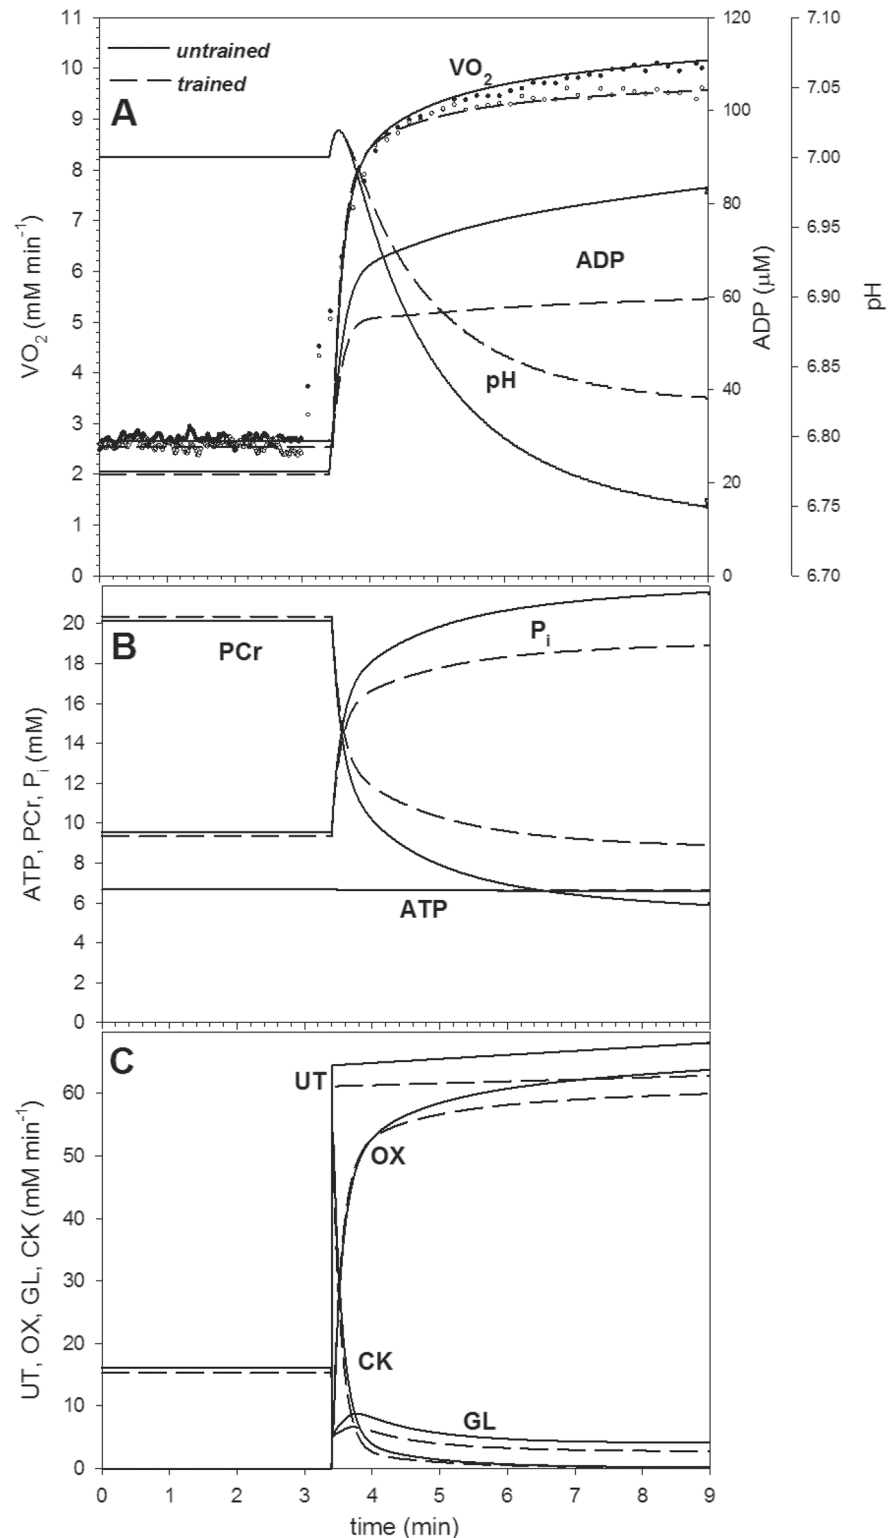 untrained
trained
A
VO2
ADP
pH
11
10
9
8
7
6
5
4
3
2
1
0
VO2 (mM min-1)
120
100
80
60
40
20
0
ADP (μM)
7.10
7.05
7.00
6.95
6.90
6.85
6.80
6.75
6.70
pH
B
PCr
Pi
ATP
20
18
16
14
12
10
8
6
4
2
0
ATP, PCr, Pi (mM)
C
UT
OX
CK
GL
60
50
40
30
20
10
0
UT, OX, GL, CK (mM min-1)
0 1 2 3 4 5 6 7 8 9
time (min)